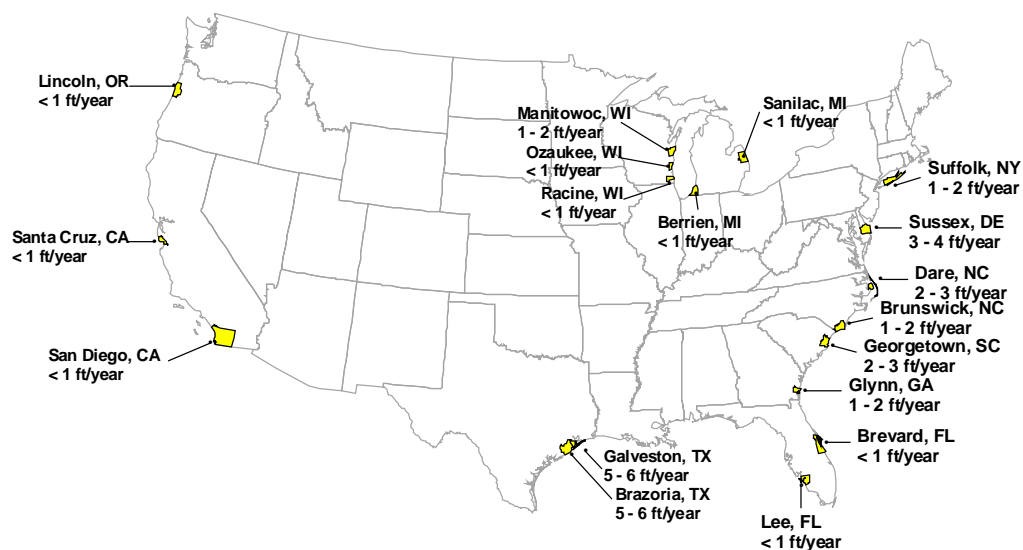 Lincoln, OR
< 1 ft/year
Manitowoc, WI
1 - 2 ft/year
Ozaukee, WI
< 1 ft/year
Racine, WI
< 1 ft/year
Sanilac, MI
< 1 ft/year
Berrien, MI
< 1 ft/year
Suffolk, NY
1 - 2 ft/year
Sussex, DE
3 - 4 ft/year
Santa Cruz, CA
< 1 ft/year
Dare, NC
2 - 3 ft/year
Brunswick, NC
1 - 2 ft/year
San Diego, CA
< 1 ft/year
Georgetown, SC
2 - 3 ft/year
Glynn, GA
1 - 2 ft/year
Brevard, FL
< 1 ft/year
Galveston, TX
5 - 6 ft/year
Brazoria, TX
5 - 6 ft/year
Lee, FL
< 1 ft/year